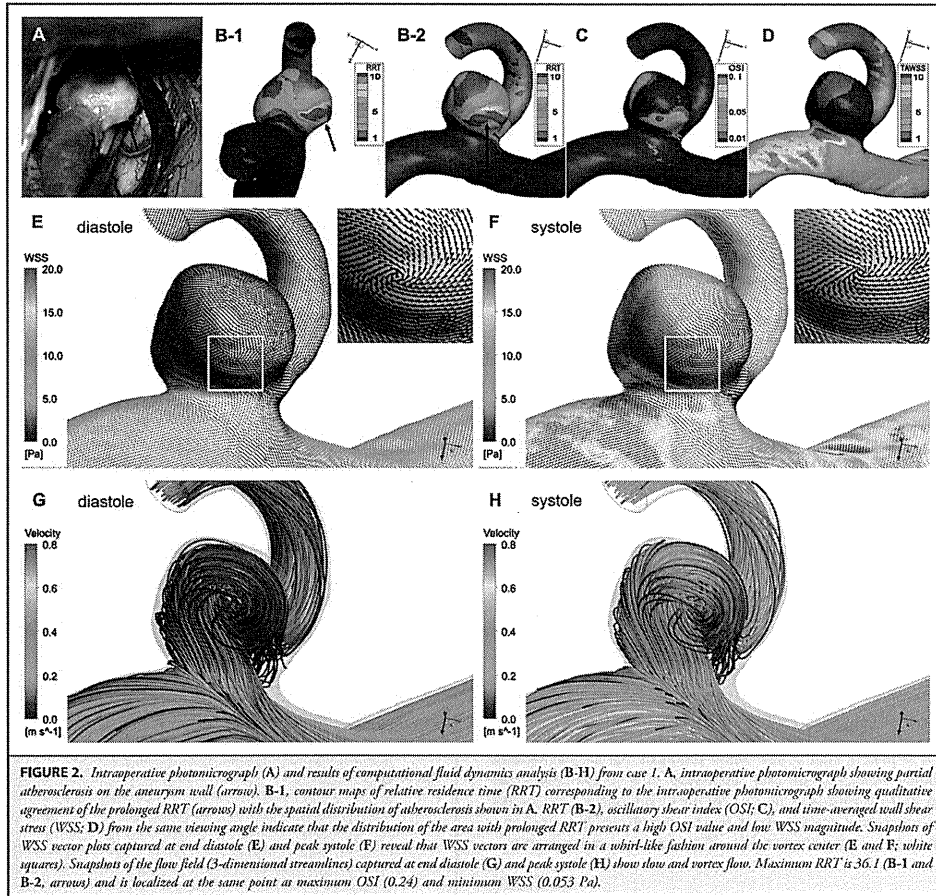 A
B-1
RRT
10
5
1
B-2
RRT
10
5
1
C
OSI
0.1
0.05
0.01
D
TAWSS
10
5
1
E diastole
WSS
20.0
15.0
10.0
5.0
0.0
[Pa]
F systole
WSS
20.0
15.0
10.0
5.0
0.0
[Pa]
G diastole
Velocity
0.8
0.6
0.4
0.2
0.0
[m s^-1]
H systole
Velocity
0.8
0.6
0.4
0.2
0.0
[m s^-1]
FIGURE 2. Intraoperative photomicrograph (A) and results of computational fluid dynamics analysis (B-H) from case 1. A, intraoperative photomicrograph showing partial
atherosclerosis on the aneurysm wall (arrow). B-1, contour maps of relative residence time (RRT) corresponding to the intraoperative photomicrograph showing qualitative
agreement of the prolonged RRT (arrows) with the spatial distribution of atherosclerosis shown in A. RRT (B-2), oscillatory shear index (OSI; C), and time-averaged wall shear
stress (WSS; D) from the same viewing angle indicate that the distribution of the area with prolonged RRT presents a high OSI value and low WSS magnitude. Snapshots of
WSS vector plots captured at end diastole (E) and peak systole (F) reveal that WSS vectors are arranged in a whirl-like fashion around the vortex center (E and F; white
squares). Snapshots of the flow field (3-dimensional streamlines) captured at end diastole (G) and peak systole (H) show slow and vortex flow. Maximum RRT is 36.1 (B-1 and
B-2, arrows) and is localized at the same point at maximum OSI (0.24) and minimum WSS (0.053 Pa).